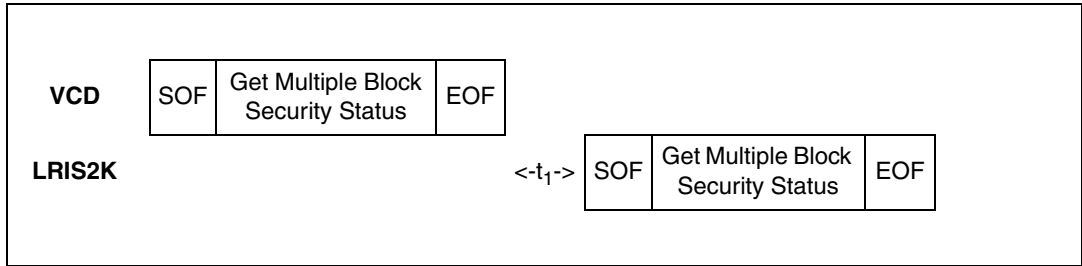 VCD SOF Get Multiple Block Security Status EOF
LRIS2K <-t₁-> SOF Get Multiple Block Security Status EOF